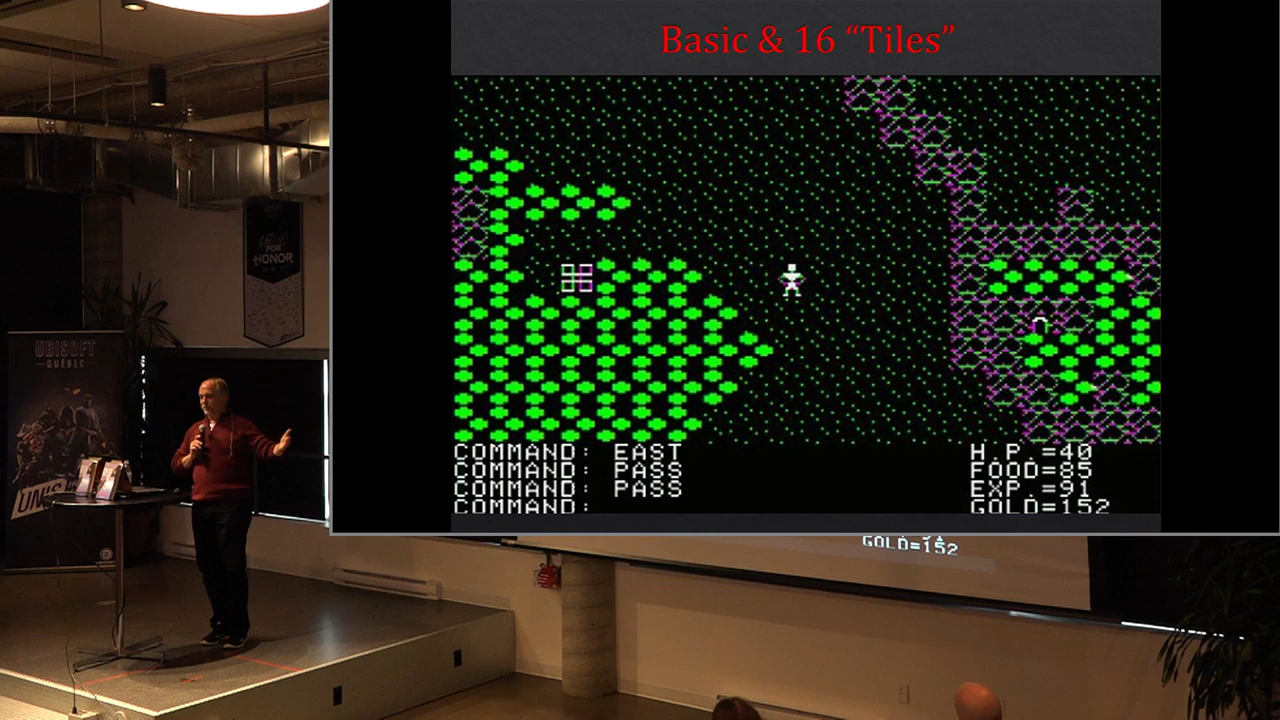 Basic & 16 “Tiles”
COMMAND: EAST
COMMAND: PASS
COMMAND: PASS
COMMAND:
H.P.=40
FOOD=85
EXP.=91
GOLD=152
GOLD=152
FOR
HONOR
UBISOFT
QUÉBEC